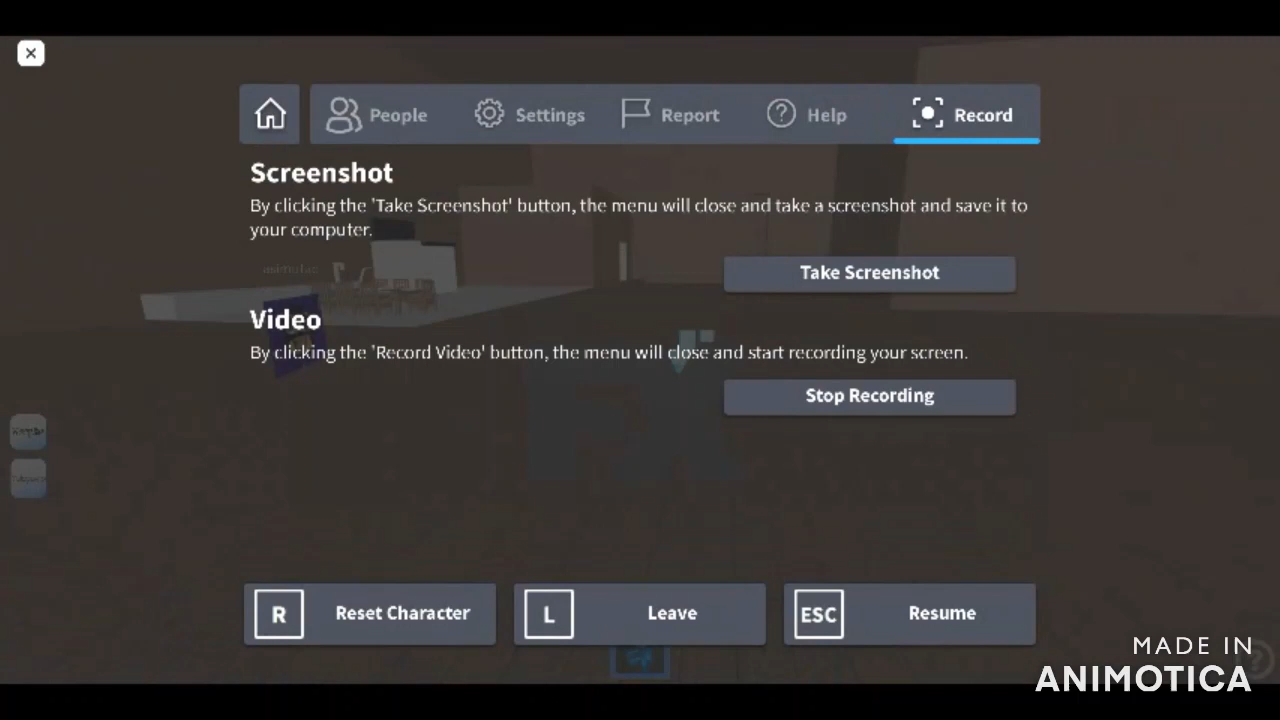 People
Settings
Report
Help
Record
Screenshot
By clicking the 'Take Screenshot' button, the menu will close and take a screenshot and save it to
your computer.
Take Screenshot
Video
By clicking the 'Record Video' button, the menu will close and start recording your screen.
Stop Recording
R Reset Character
L Leave
ESC Resume
MADE IN
ANIMOTICA